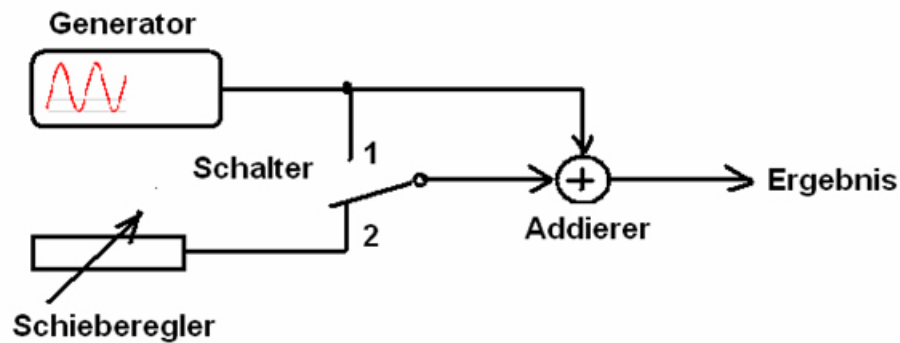 Generator
1
Schalter
+
Ergebnis
Addierer
2
Schieberegler